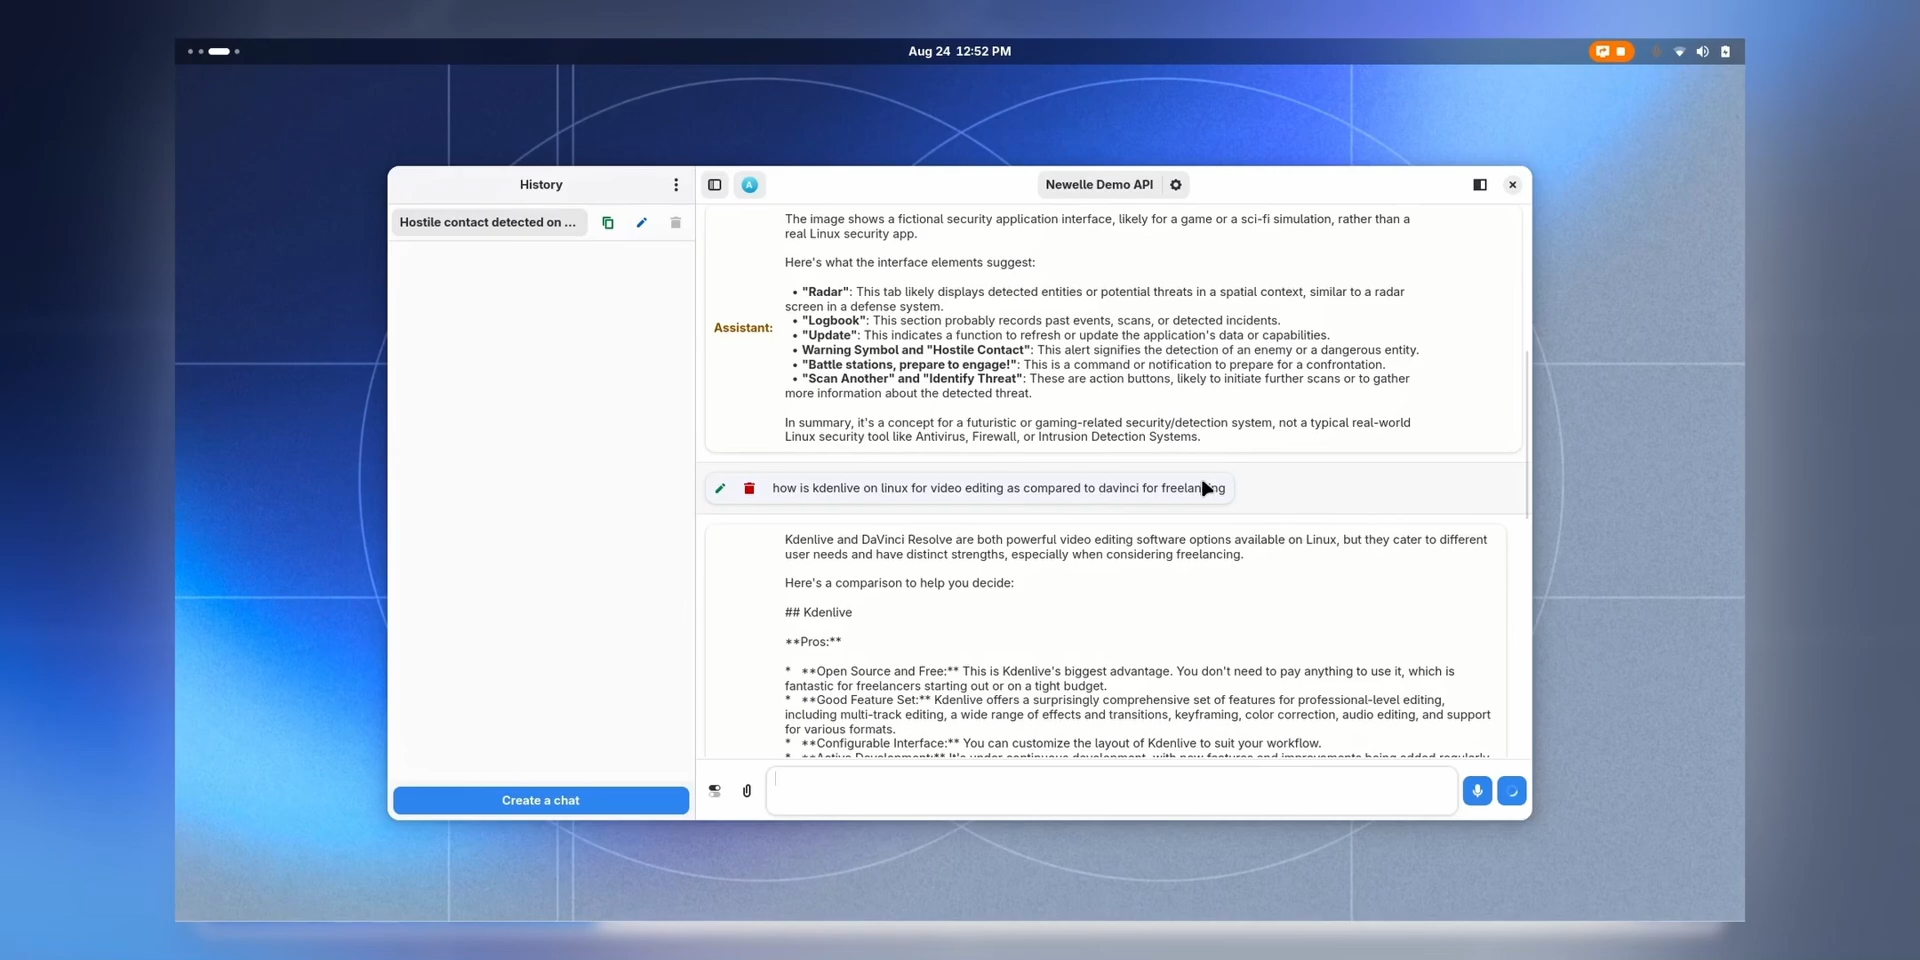 Aug 24 12:52 PM
History
Newelle Demo API
A
Hostile contact detected on ...
The image shows a fictional security application interface, likely for a game or a sci-fi simulation, rather than a
real Linux security app.
Here's what the interface elements suggest:
• "Radar": This tab likely displays detected entities or potential threats in a spatial context, similar to a radar
screen in a defense system.
• "Logbook": This section probably records past events, scans, or detected incidents.
Assistant:
• "Update": This indicates a function to refresh or update the application's data or capabilities.
• Warning Symbol and "Hostile Contact": This alert signifies the detection of an enemy or a dangerous entity.
• "Battle stations, prepare to engage!": This is a command or notification to prepare for a confrontation.
• "Scan Another" and "Identify Threat": These are action buttons, likely to initiate further scans or to gather
more information about the detected threat.
In summary, it's a concept for a futuristic or gaming-related security/detection system, not a typical real-world
Linux security tool like Antivirus, Firewall, or Intrusion Detection Systems.
how is kdenlive on linux for video editing as compared to davinci for freelancing
Kdenlive and DaVinci Resolve are both powerful video editing software options available on Linux, but they cater to different
user needs and have distinct strengths, especially when considering freelancing.
Here's a comparison to help you decide:
## Kdenlive
**Pros:**
* **Open Source and Free:** This is Kdenlive's biggest advantage. You don't need to pay anything to use it, which is
fantastic for freelancers starting out or on a tight budget.
* **Good Feature Set:** Kdenlive offers a surprisingly comprehensive set of features for professional-level editing,
including multi-track editing, a wide range of effects and transitions, keyframing, color correction, audio editing, and support
for various formats.
* **Configurable Interface:** You can customize the layout of Kdenlive to suit your workflow.
* **Active Development:** It's under continuous development, with new features and improvements being added regularly
Create a chat